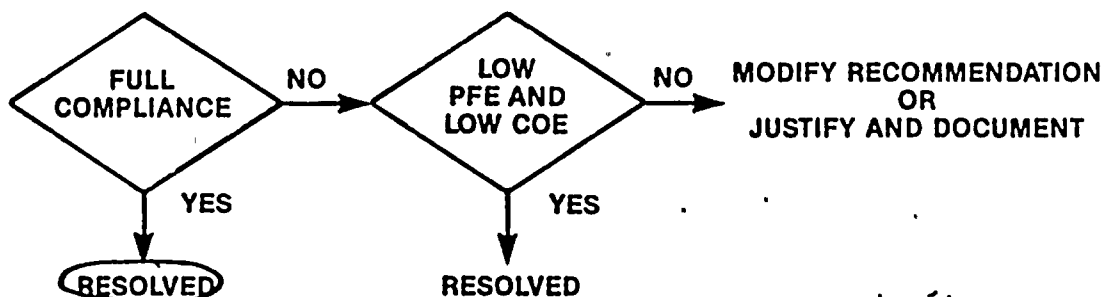 FULL
COMPLIANCE
NO
LOW
PFE AND
LOW COE
NO
MODIFY RECOMMENDATION
OR
JUSTIFY AND DOCUMENT
YES
YES
RESOLVED
RESOLVED